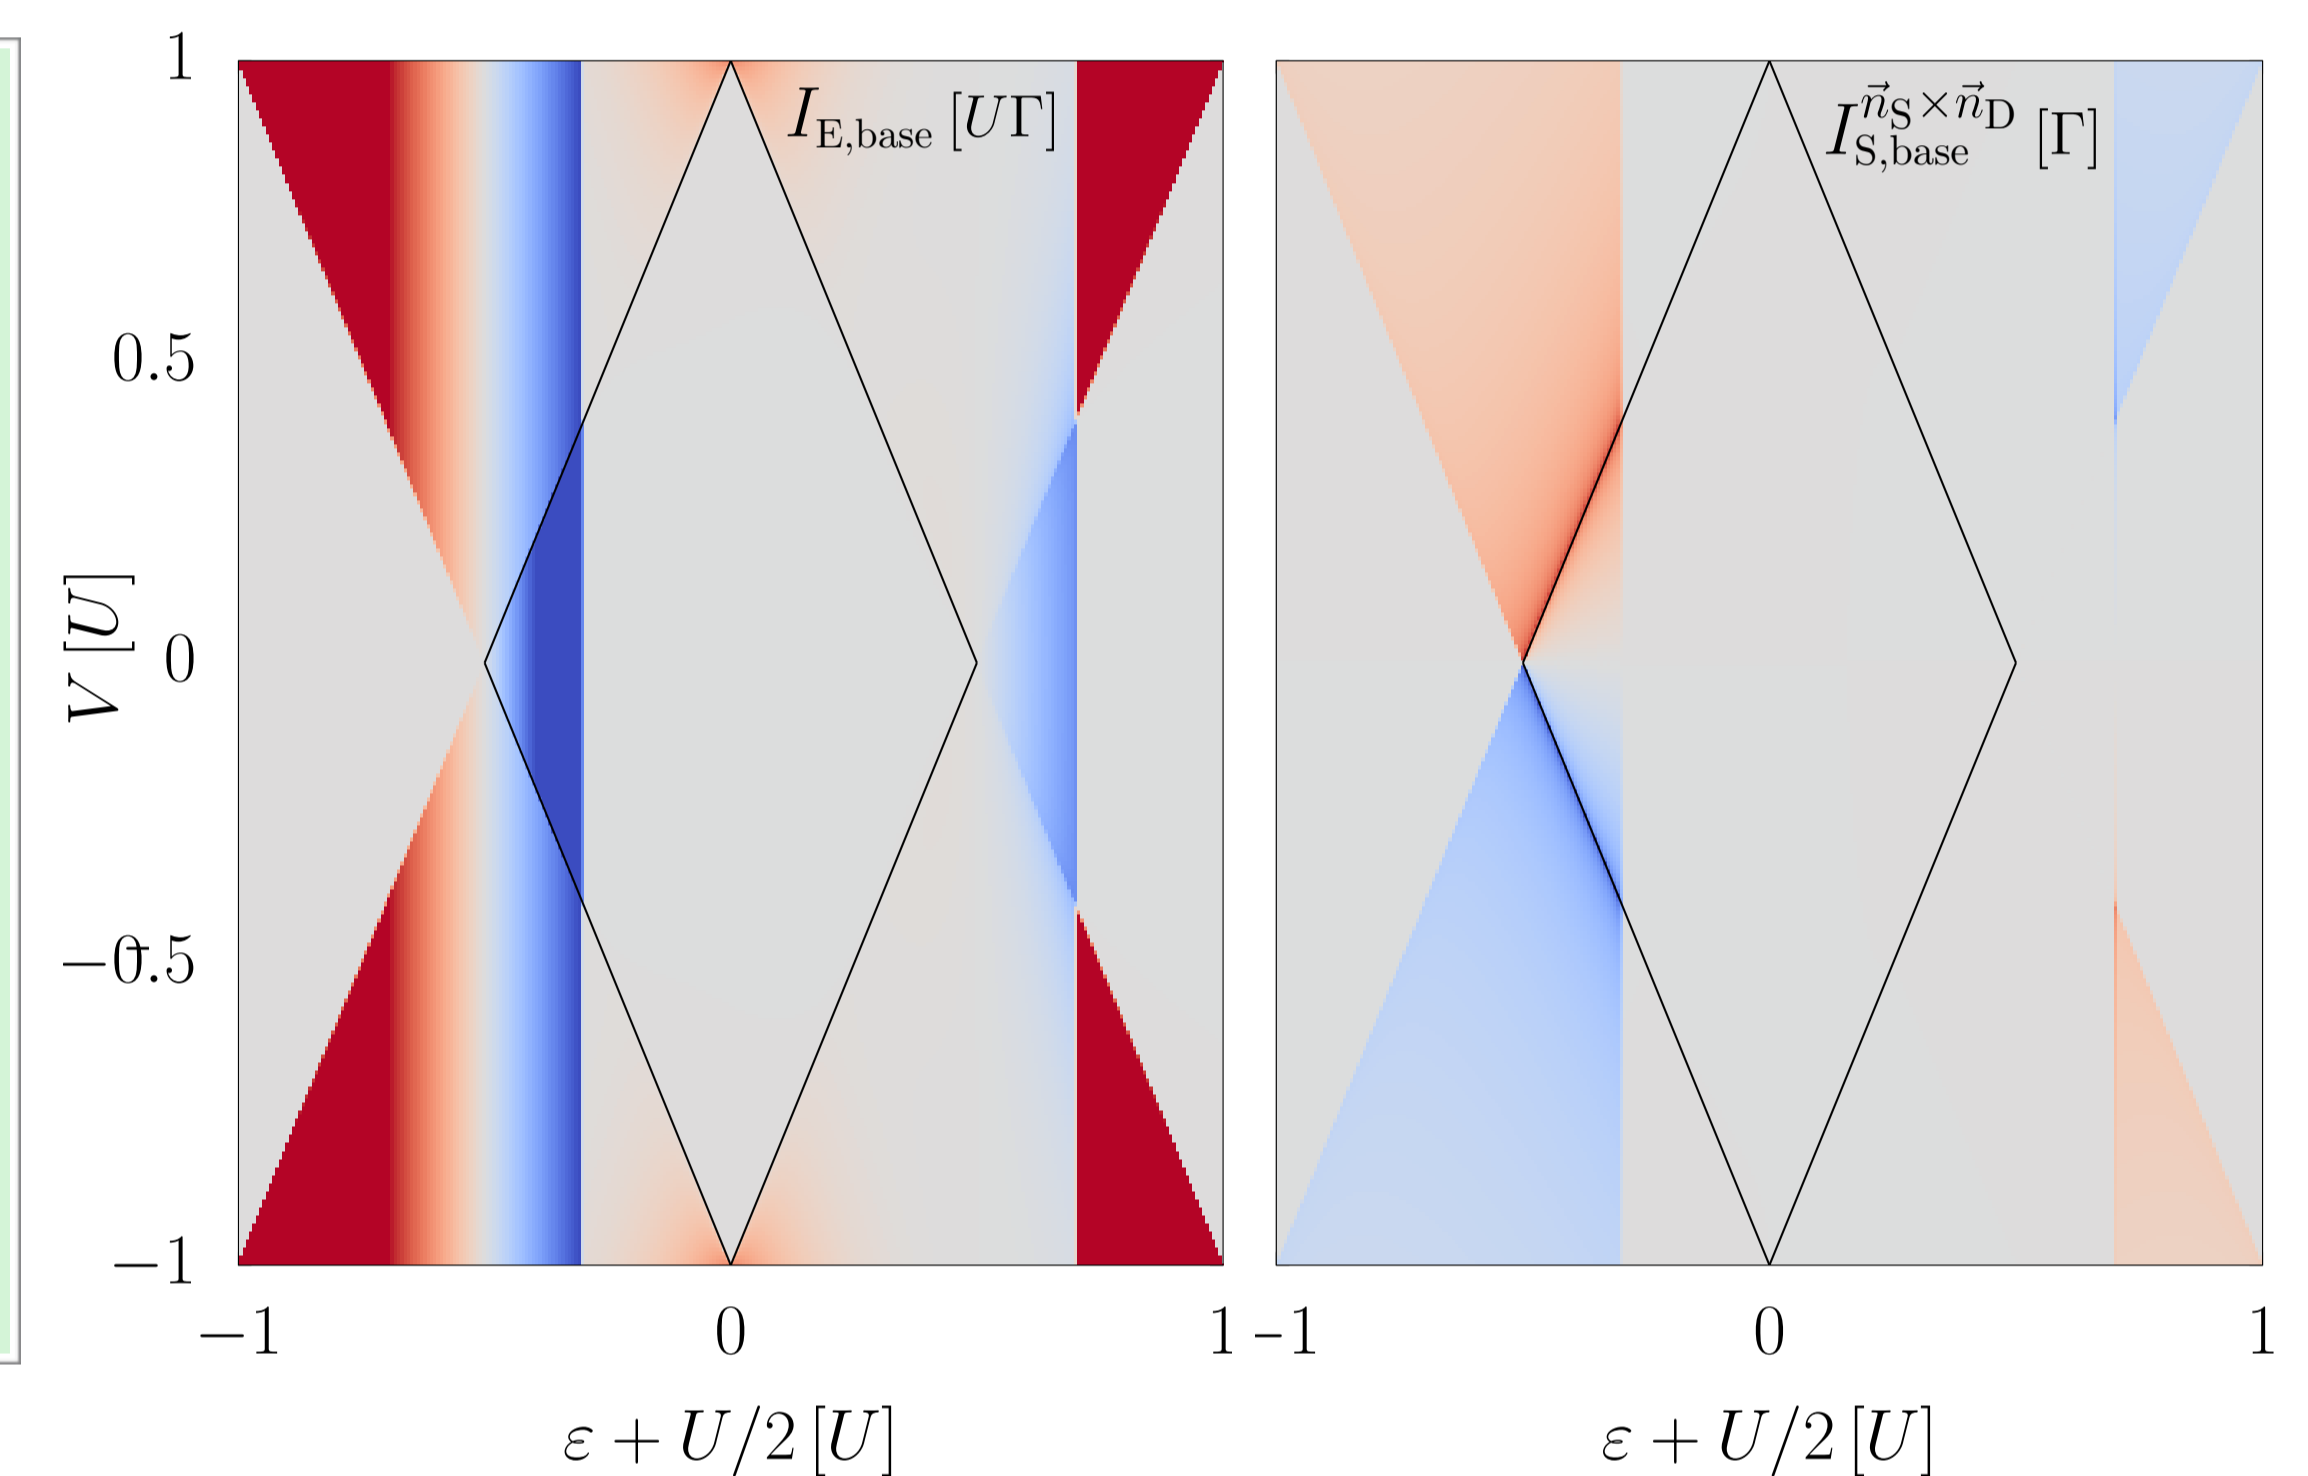 1
0.5
0
−0.5
−1
V [U]
I_E,base [UΓ]
−1 0 1
ε + U/2 [U]
I_S,base^{n⃗_S×n⃗_D} [Γ]
−1 0 1
ε + U/2 [U]